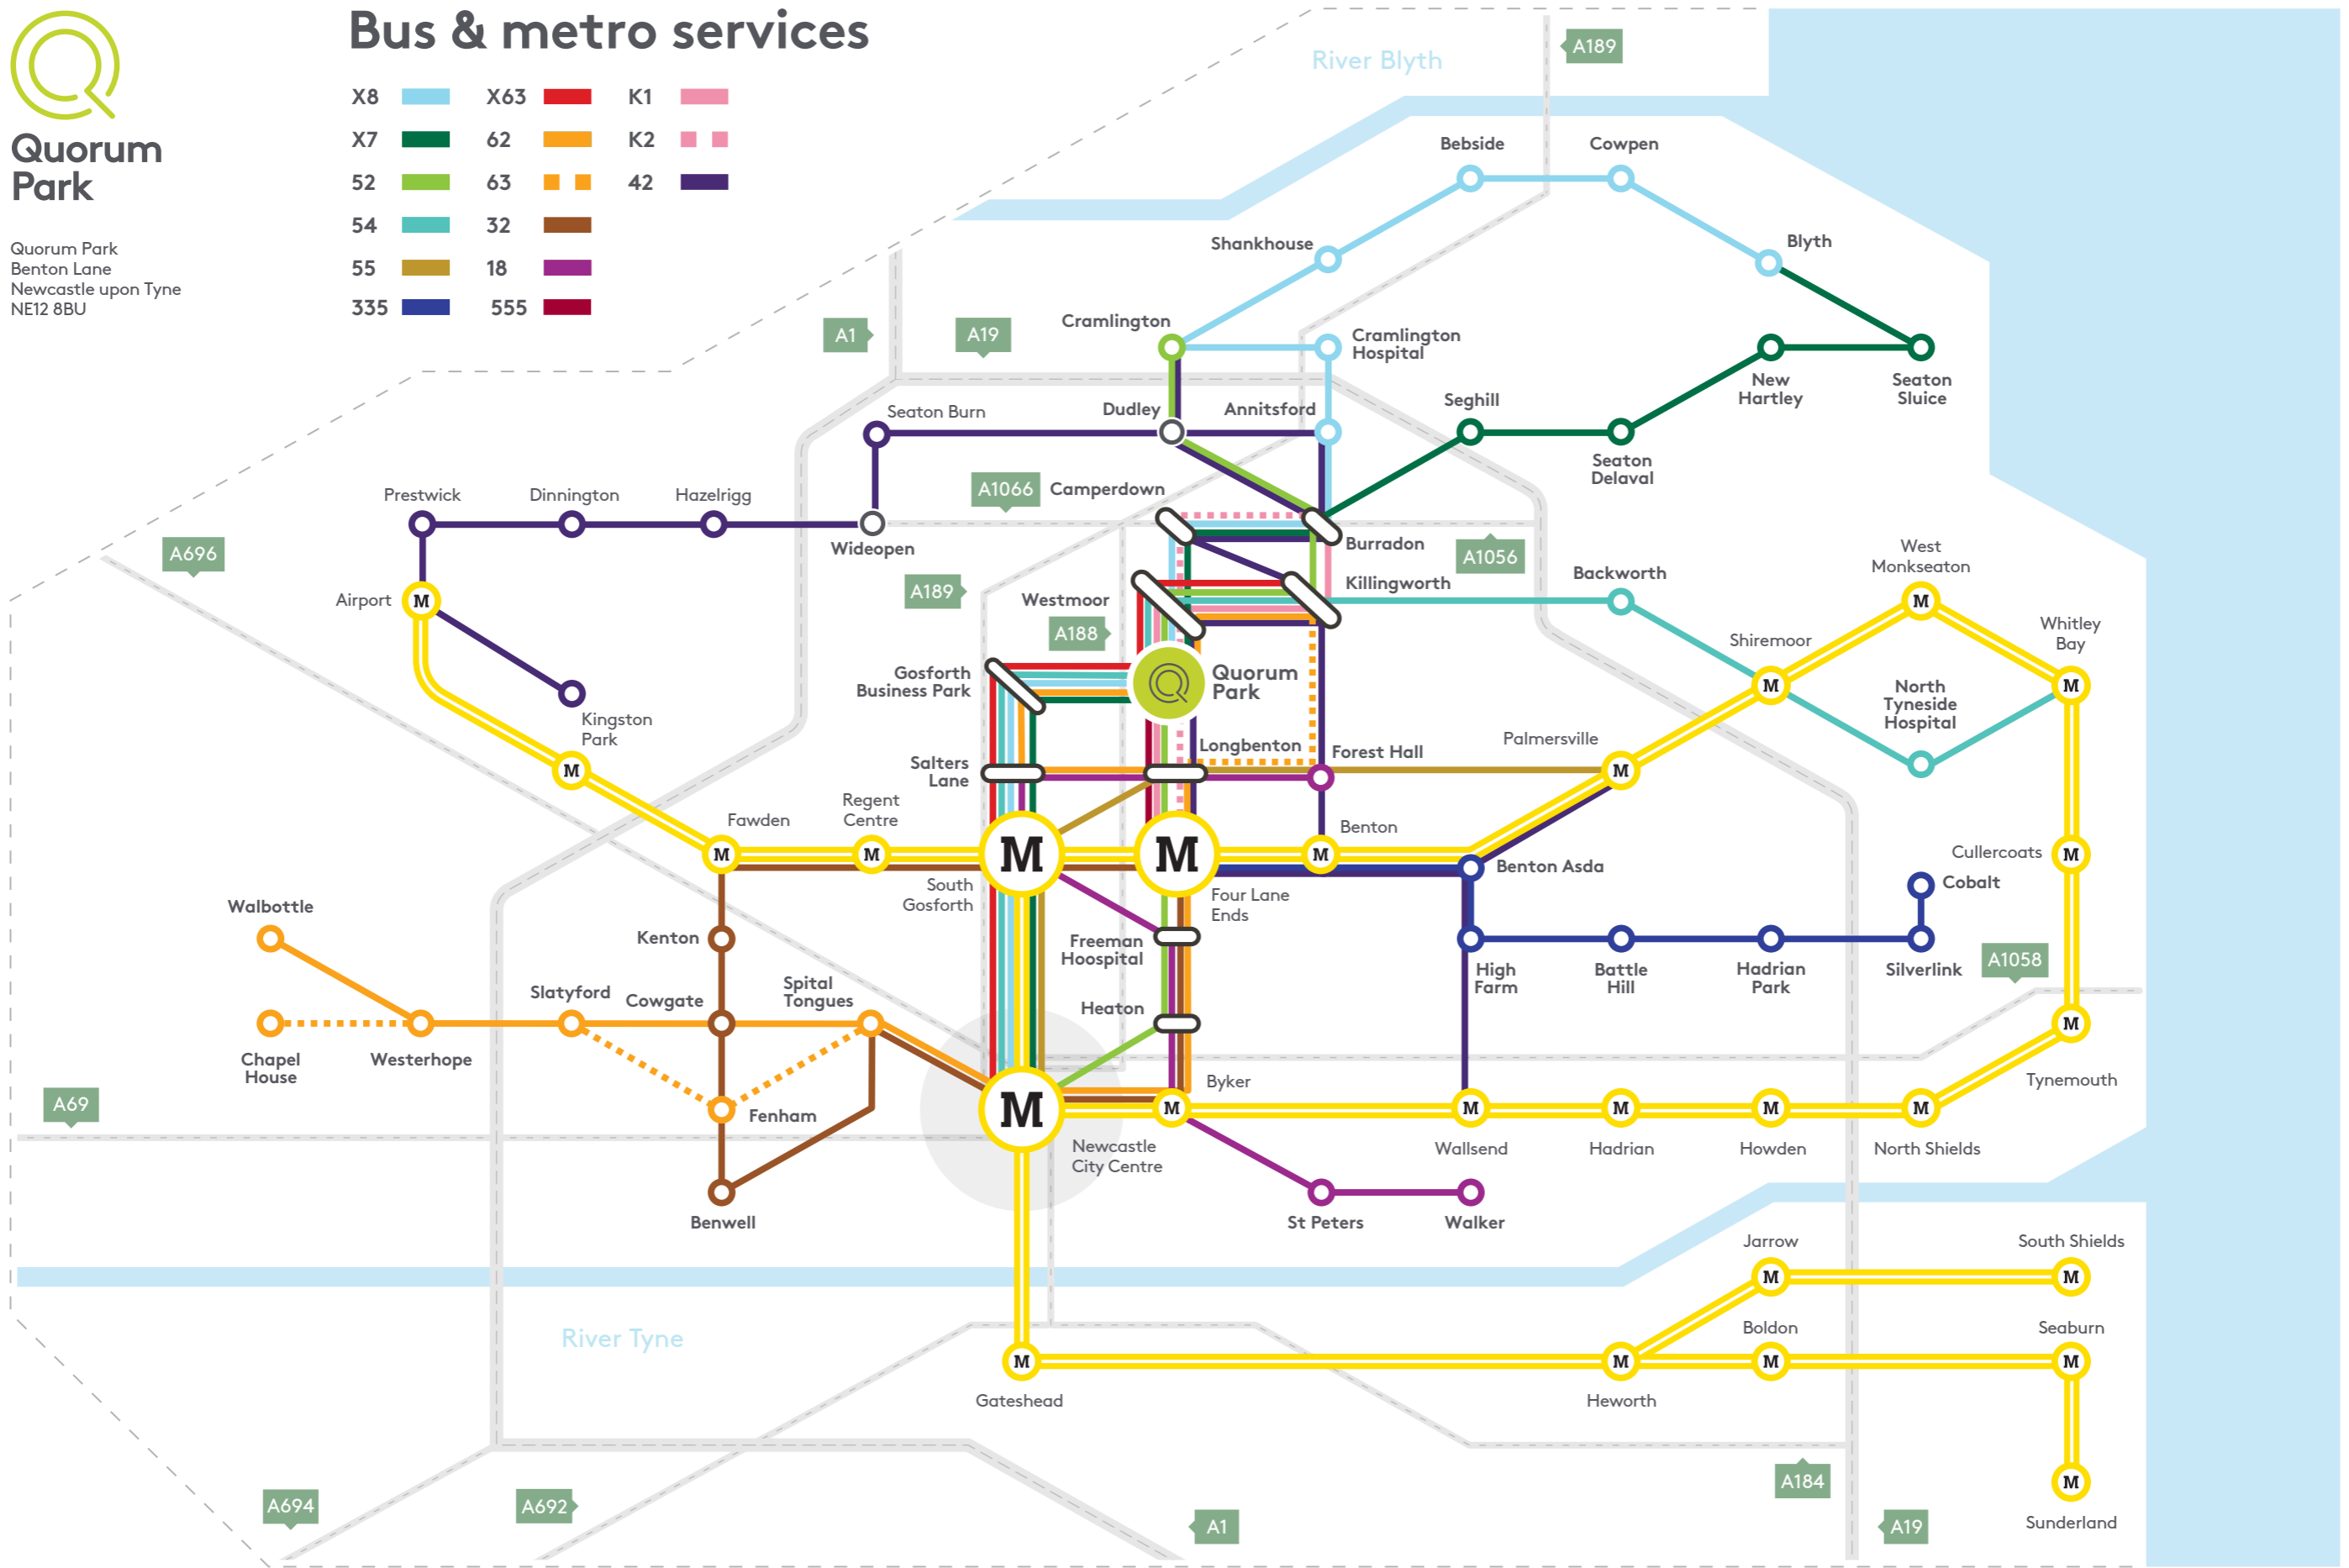 Bus & metro services
Quorum
Park
Quorum Park
Benton Lane
Newcastle upon Tyne
NE12 8BU
X8
X63
K1
X7
62
K2
52
63
42
54
32
55
18
335
555
River Blyth
A189
Bebside
Cowpen
Shankhouse
Blyth
Cramlington
Cramlington
Hospital
A1
A19
New
Hartley
Seaton
Sluice
Seaton Burn
Dudley
Annitsford
Seghill
Seaton
Delaval
Prestwick
Dinnington
Hazelrigg
A1066
Camperdown
Wideopen
Burradon
A1056
A696
West
Monkseaton
Airport
A189
Westmoor
Killingworth
Backworth
A188
Shiremoor
Whitley
Bay
Gosforth
Business Park
Quorum
Park
North
Tyneside
Hospital
Kingston
Park
Longbenton
Forest Hall
Palmersville
Salters
Lane
Fawden
Regent
Centre
Benton
Cullercoats
M
M
M
M
M
M
M
M
M
M
M
M
Benton Asda
Cobalt
South
Gosforth
Four Lane
Ends
Walbottle
Kenton
Freeman
Hoospital
High
Farm
Battle
Hill
Hadrian
Park
Silverlink
A1058
Slatyford
Cowgate
Spital
Tongues
Heaton
Chapel
House
Westerhope
M
Tynemouth
A69
Fenham
Byker
M
M
M
M
M
M
Newcastle
City Centre
Wallsend
Hadrian
Howden
North Shields
Benwell
St Peters
Walker
Jarrow
South Shields
M
M
River Tyne
Boldon
Seaburn
M
M
M
M
Gateshead
Heworth
A694
A692
A1
A184
M
A19
Sunderland